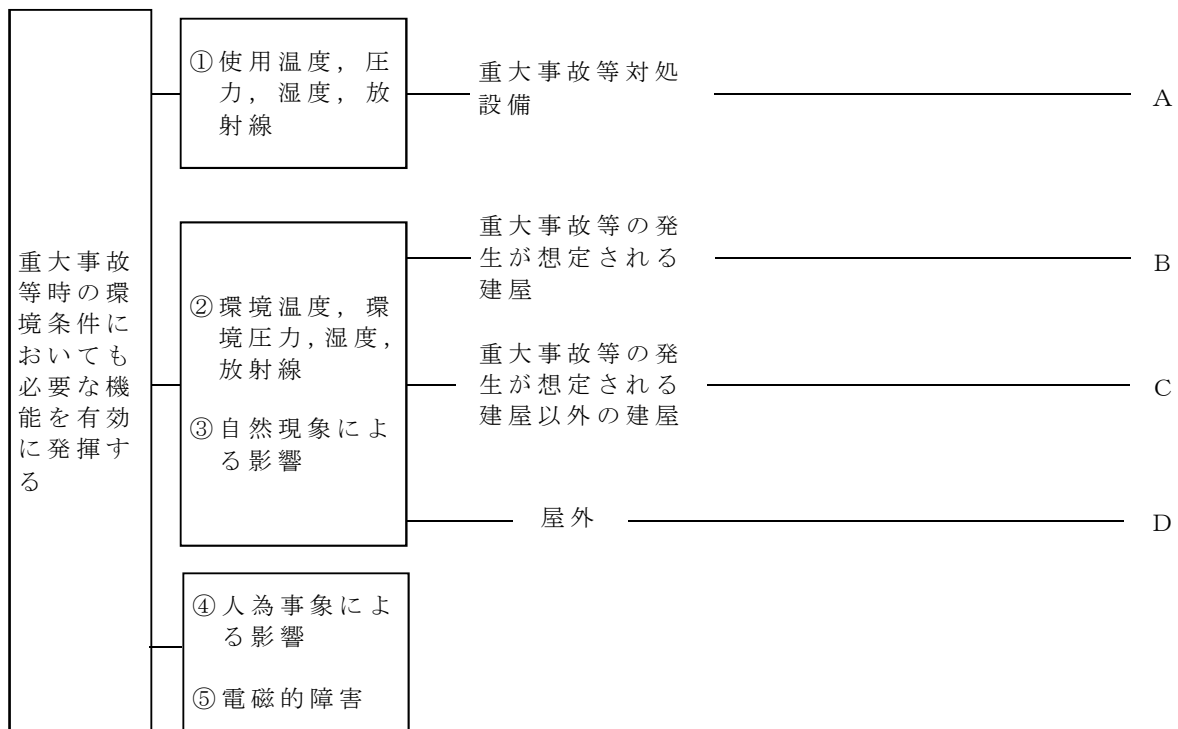 重大事故
等時の環
境条件に
おいても
必要な機
能を有効
に発揮す
る
①使用温度，圧
力，湿度，放
射線
重大事故等対処
設備
A
②環境温度，環
境圧力，湿度，
放射線
③自然現象によ
る影響
重大事故等の発
生が想定される
建屋
B
重大事故等の発
生が想定される
建屋以外の建屋
C
屋外
D
④人為事象によ
る影響
⑤電磁的障害